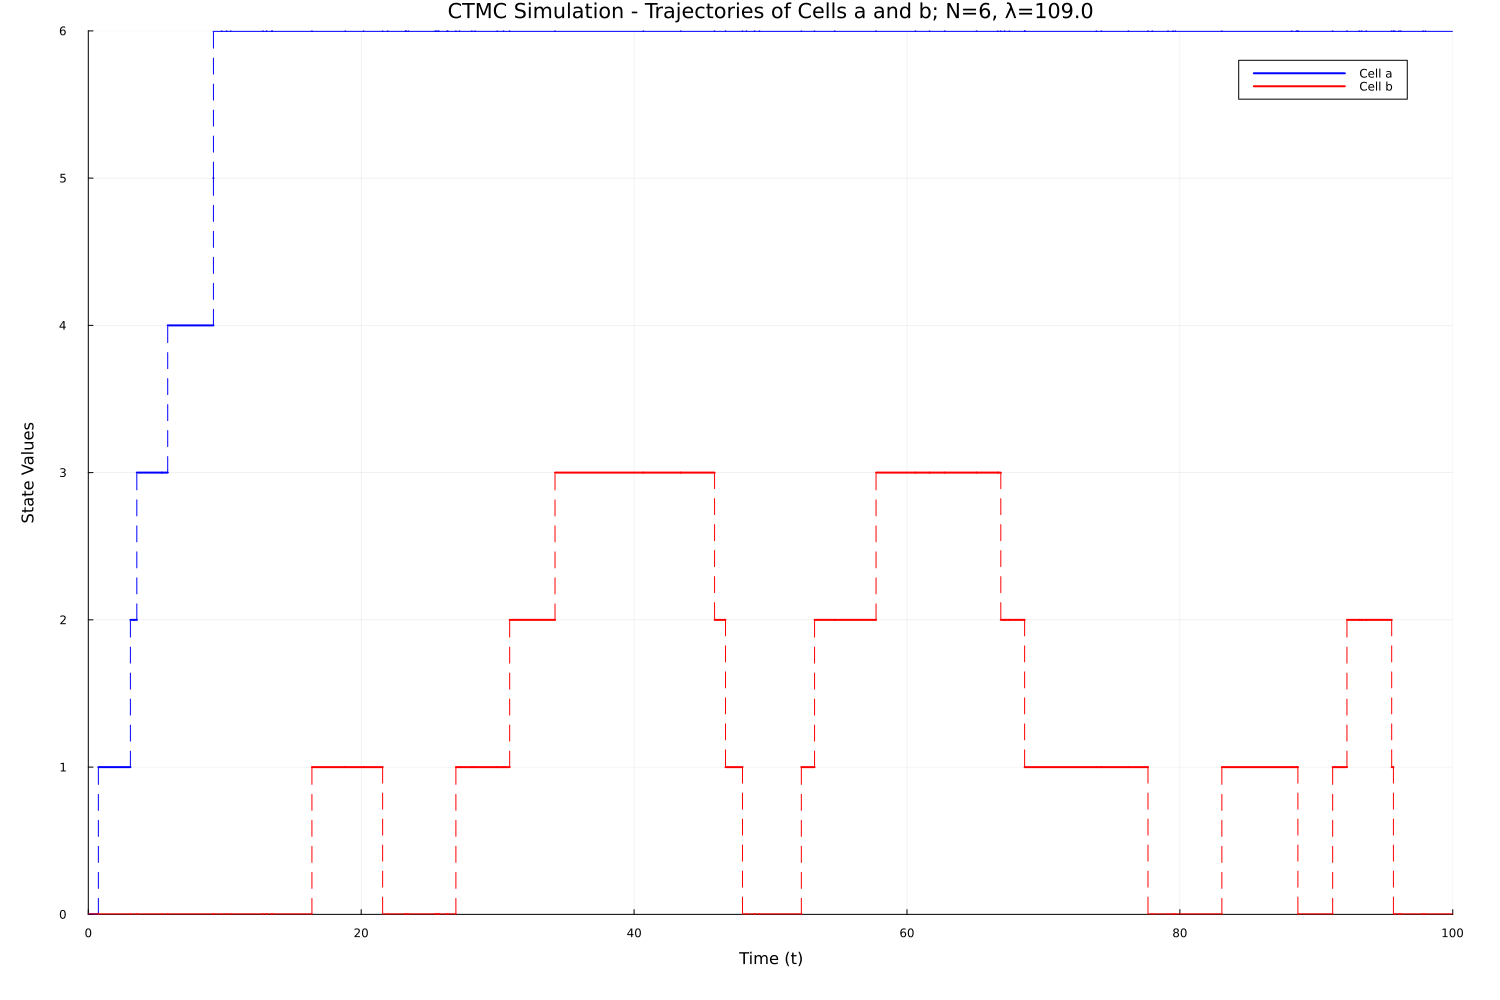 CTMC Simulation - Trajectories of Cells a and b; N=6, λ=109.0
6
Cell a
Cell b
5
4
3
State Values
2
1
0
0 20 40 60 80 100
Time (t)